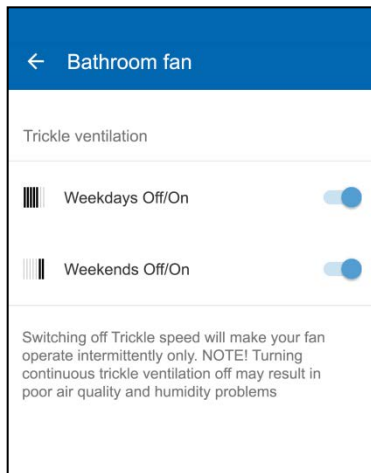 Bathroom fan
Trickle ventilation
Weekdays Off/On
Weekends Off/On
Switching off Trickle speed will make your fan
operate intermittently only. NOTE! Turning
continuous trickle ventilation off may result in
poor air quality and humidity problems